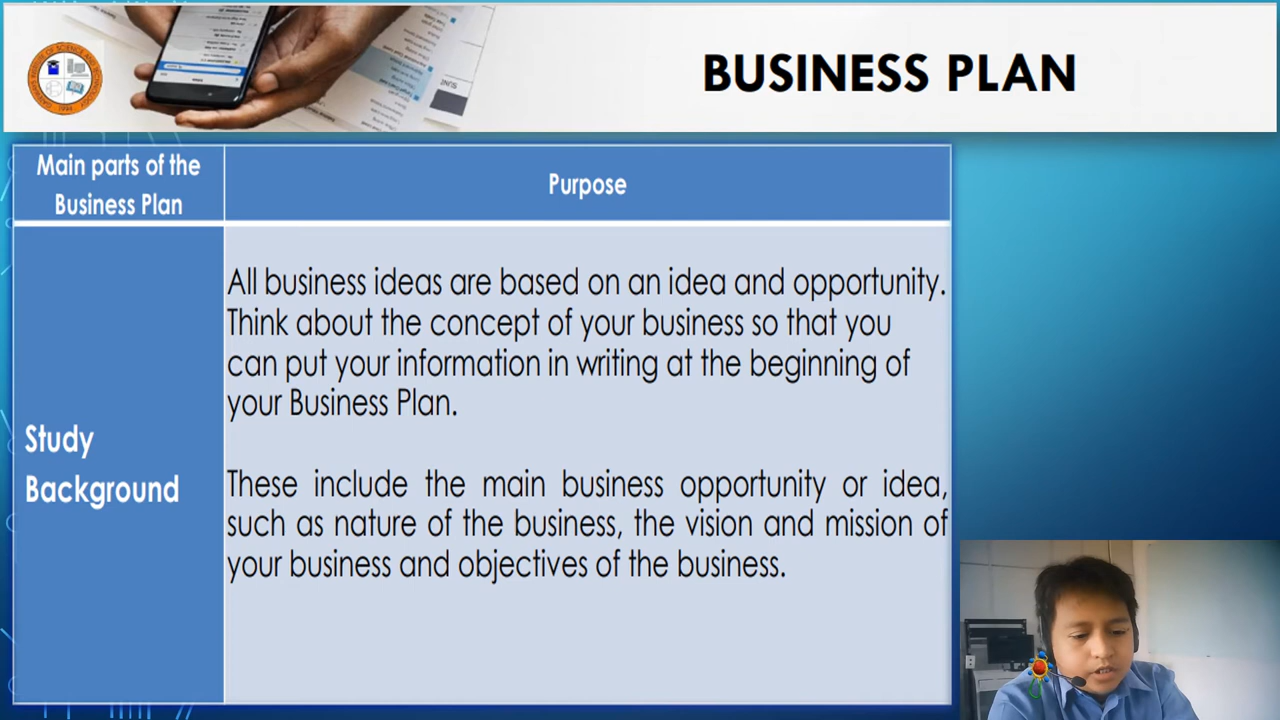 BUSINESS PLAN
Main parts of the
Business Plan
Purpose
All business ideas are based on an idea and opportunity.
Think about the concept of your business so that you
can put your information in writing at the beginning of
your Business Plan.
Study
Background
These include the main business opportunity or idea,
such as nature of the business, the vision and mission of
your business and objectives of the business.